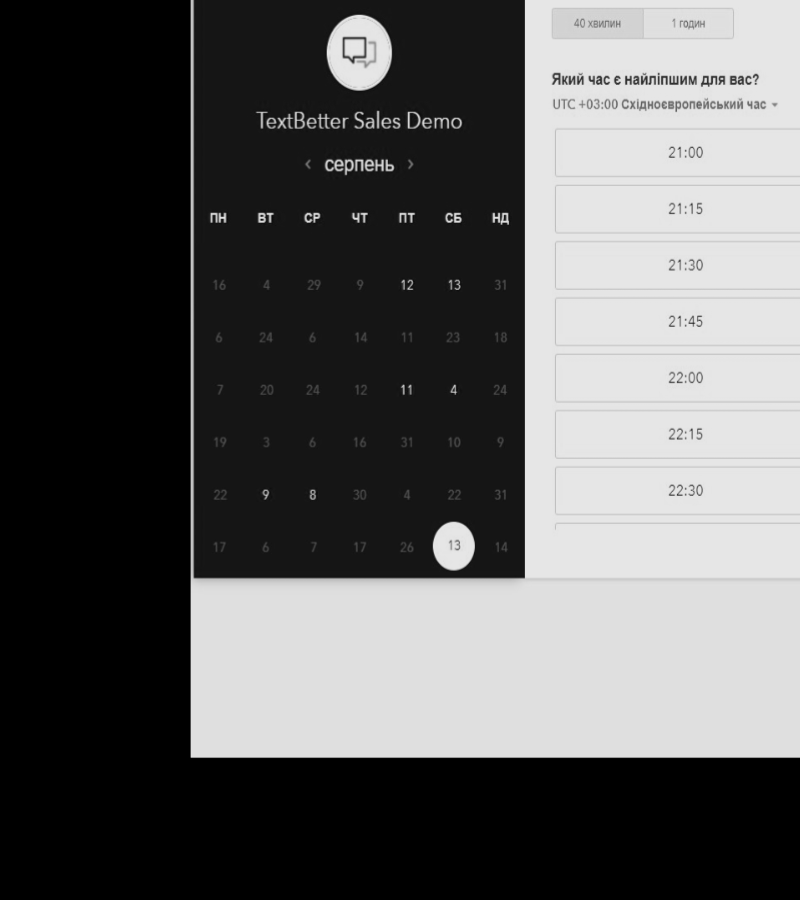 TextBetter Sales Demo
серпень
ПН ВТ СР ЧТ ПТ СБ НД
16 4 29 9 12 13 31
6 24 6 14 11 23 18
7 20 24 12 11 4 24
19 3 6 16 31 10 9
22 9 8 30 4 22 31
17 6 7 17 26 13 14
40 хвилин 1 годин
Який час є найліпшим для вас?
UTC +03:00 Східноєвропейський час
21:00
21:15
21:30
21:45
22:00
22:15
22:30